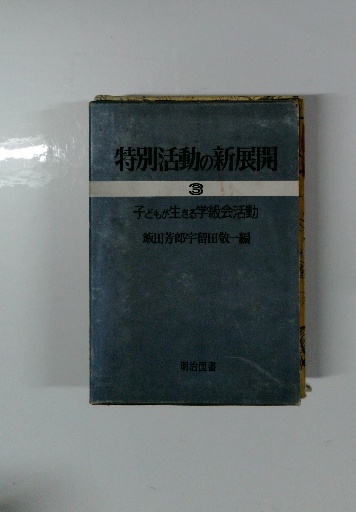 特別活動の新展開
3
子どもが生きる学級会活動
飯田芳郎・宇留田敬一編
明治図書